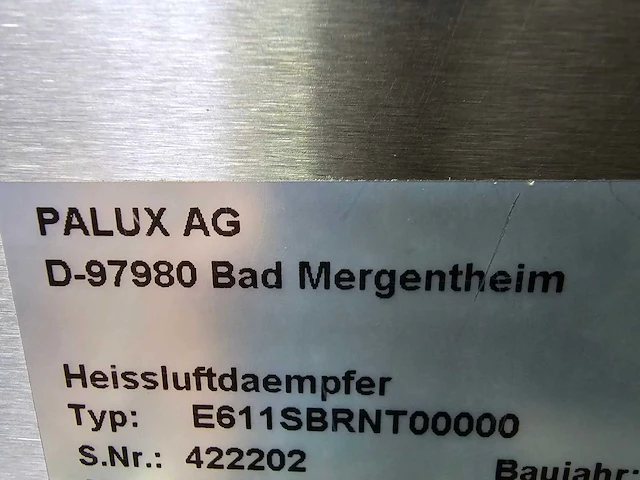 PALUX AG
D-97980 Bad Mergentheim
Heissluftdaempfer
Typ: E611SBRNT00000
S.Nr.: 422202
Baujahr: